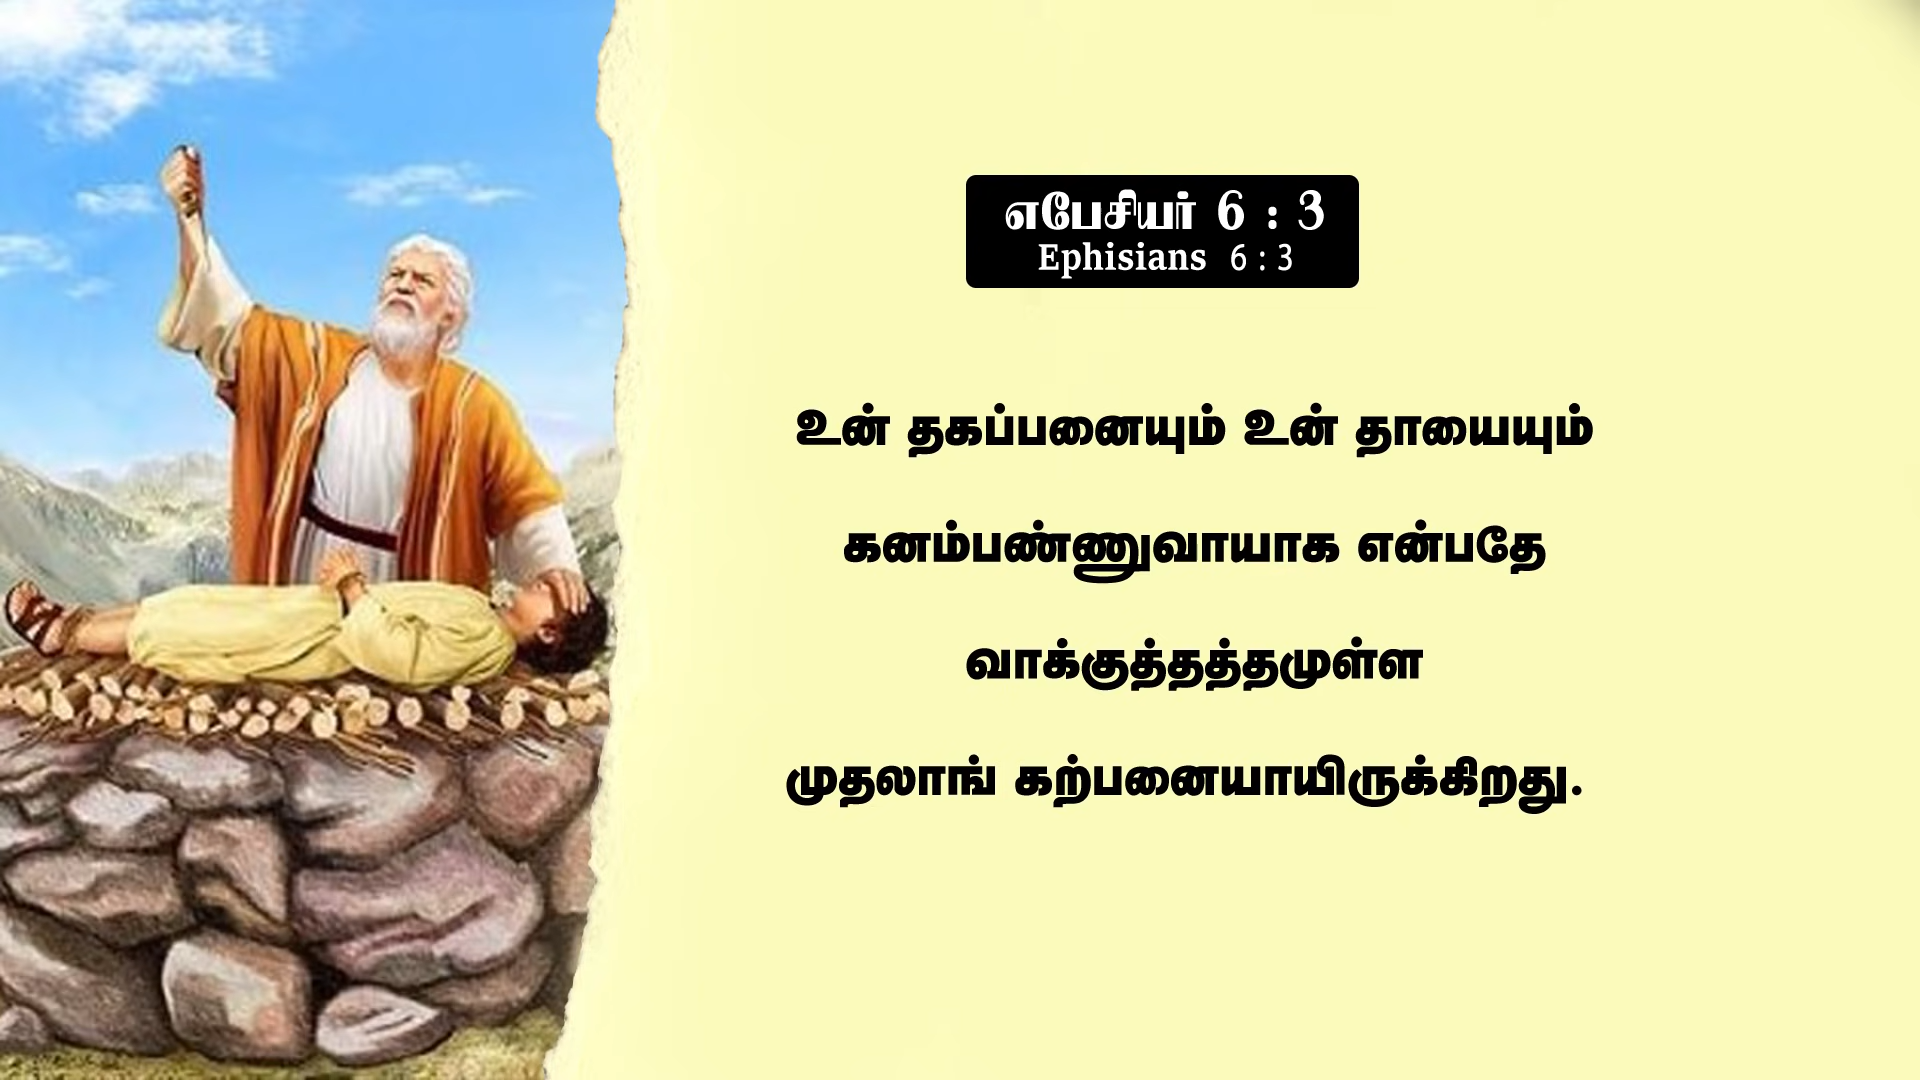 எபேசியர் 6 : 3
Ephisians 6 : 3
உன் தகப்பனையும் உன் தாயையும்
கனம்பண்ணுவாயாக என்பதே
வாக்குத்தத்தமுள்ள
முதலாங் கற்பனையாயிருக்கிறது.